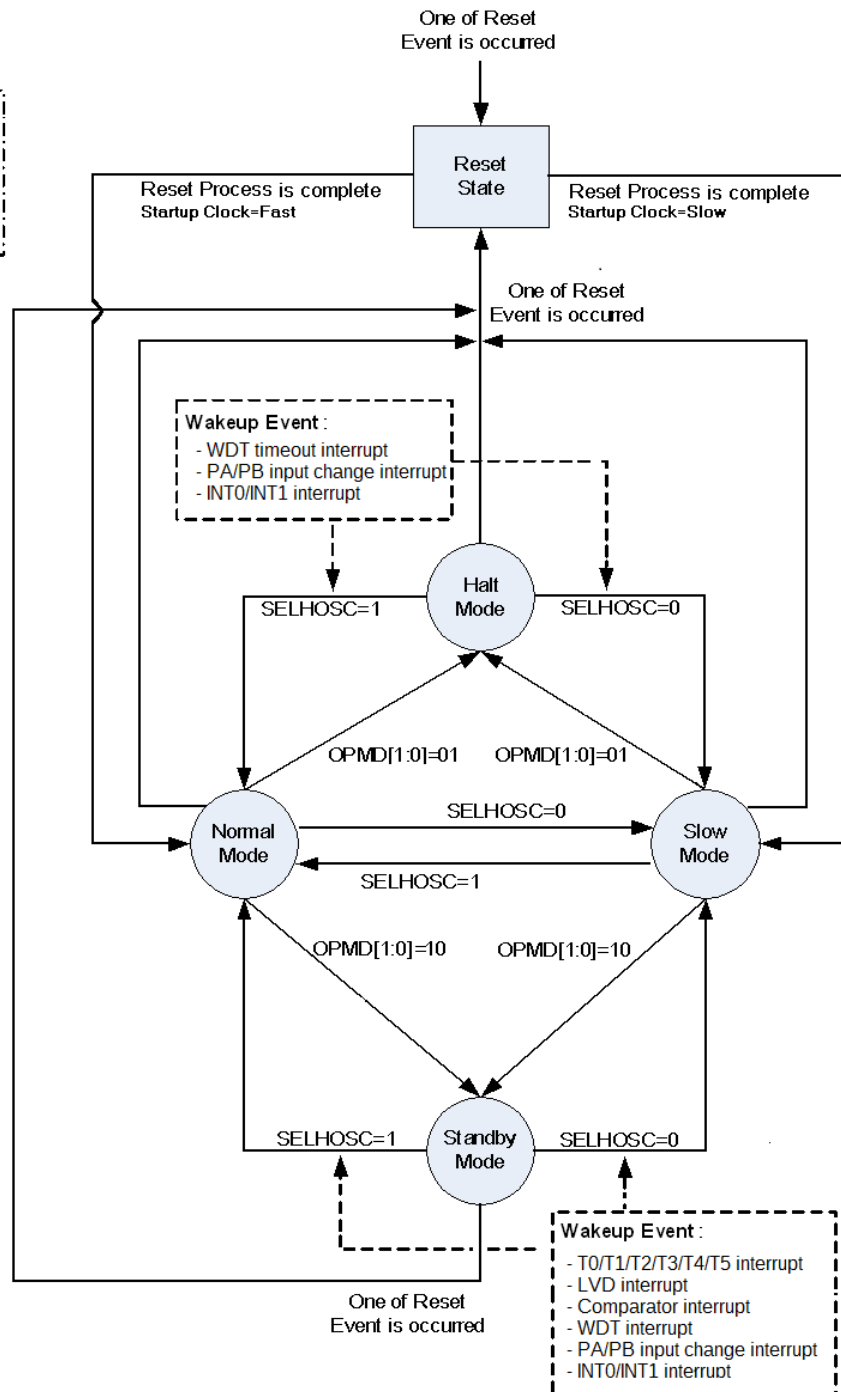 One of Reset
Event is occurred
Reset
State
Reset Process is complete
Startup Clock=Fast
Reset Process is complete
Startup Clock=Slow
One of Reset
Event is occurred
Wakeup Event :
- WDT timeout interrupt
- PA/PB input change interrupt
- INT0/INT1 interrupt
Halt
Mode
SELHOSC=1
SELHOSC=0
OPMD[1:0]=01
OPMD[1:0]=01
Normal
Mode
SELHOSC=0
SELHOSC=1
Slow
Mode
OPMD[1:0]=10
OPMD[1:0]=10
Standby
Mode
SELHOSC=1
SELHOSC=0
One of Reset
Event is occurred
Wakeup Event :
- T0/T1/T2/T3/T4/T5 interrupt
- LVD interrupt
- Comparator interrupt
- WDT interrupt
- PA/PB input change interrupt
- INT0/INT1 interrupt